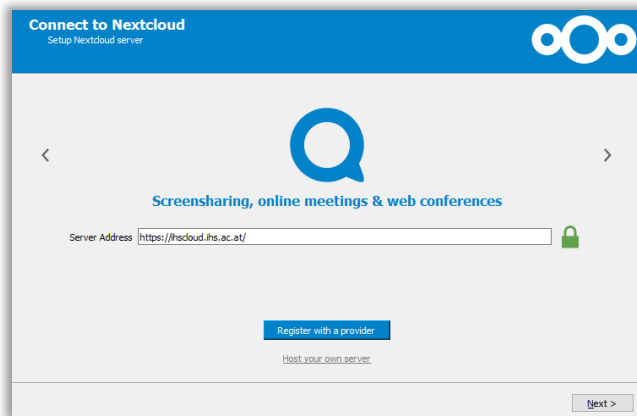 Connect to Nextcloud
Setup Nextcloud server
Screensharing, online meetings & web conferences
Server Address https://ihscloud.ihs.ac.at/
Register with a provider
Host your own server
Next >